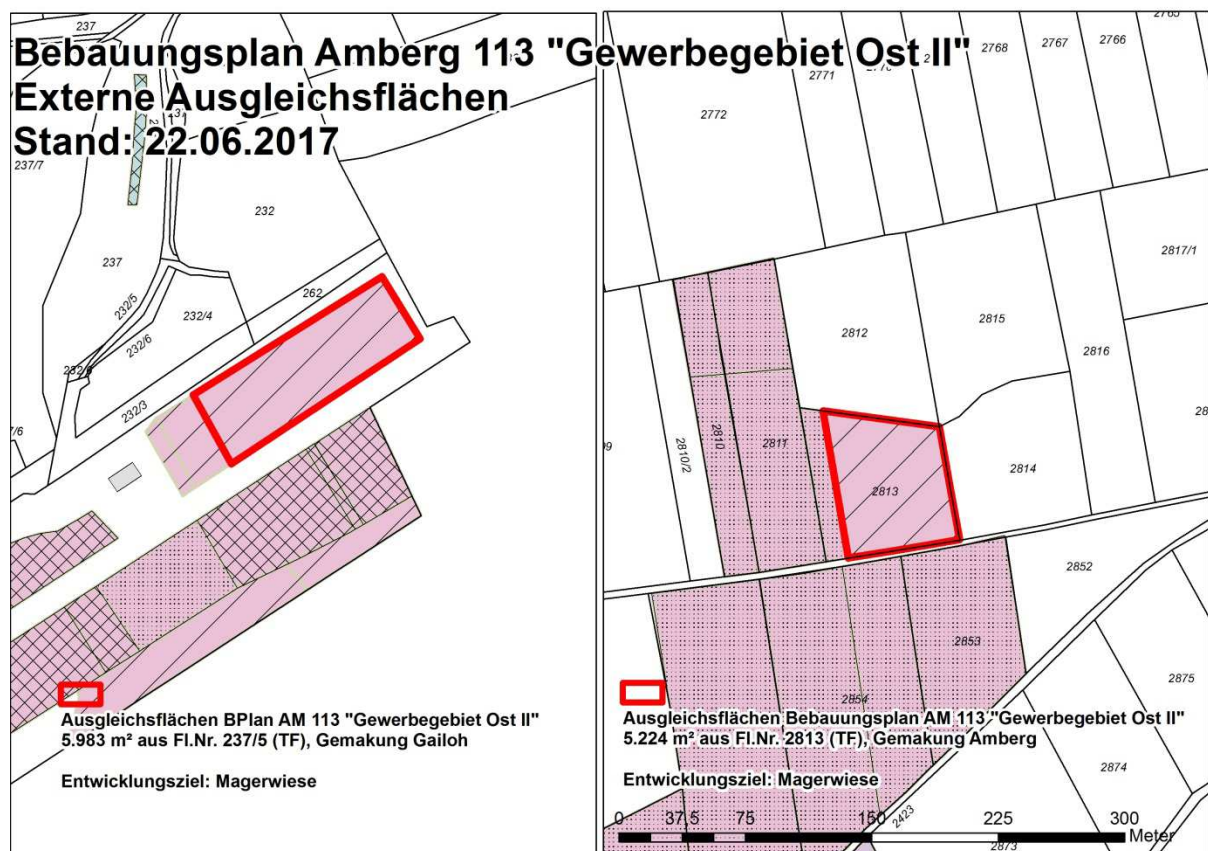 Bebauungsplan Amberg 113 "Gewerbegebiet Ost II"
Externe Ausgleichsflächen
Stand: 22.06.2017
237
237/7
232
237
232/5
232/4
232/6
262
232/3
Ausgleichsflächen BPlan AM 113 "Gewerbegebiet Ost II"
5.983 m² aus Fl.Nr. 237/5 (TF), Gemakung Gailoh
Entwicklungsziel: Magerwiese
2768
2767
2766
2771
2772
2817/1
2812
2815
2816
2810/2
2810
2811
2813
2814
2852
2853
2854
2875
2874
2423
2873
Ausgleichsflächen Bebauungsplan AM 113 "Gewerbegebiet Ost II"
5.224 m² aus Fl.Nr. 2813 (TF), Gemakung Amberg
Entwicklungsziel: Magerwiese
0 37,5 75 150 225 300
Meter